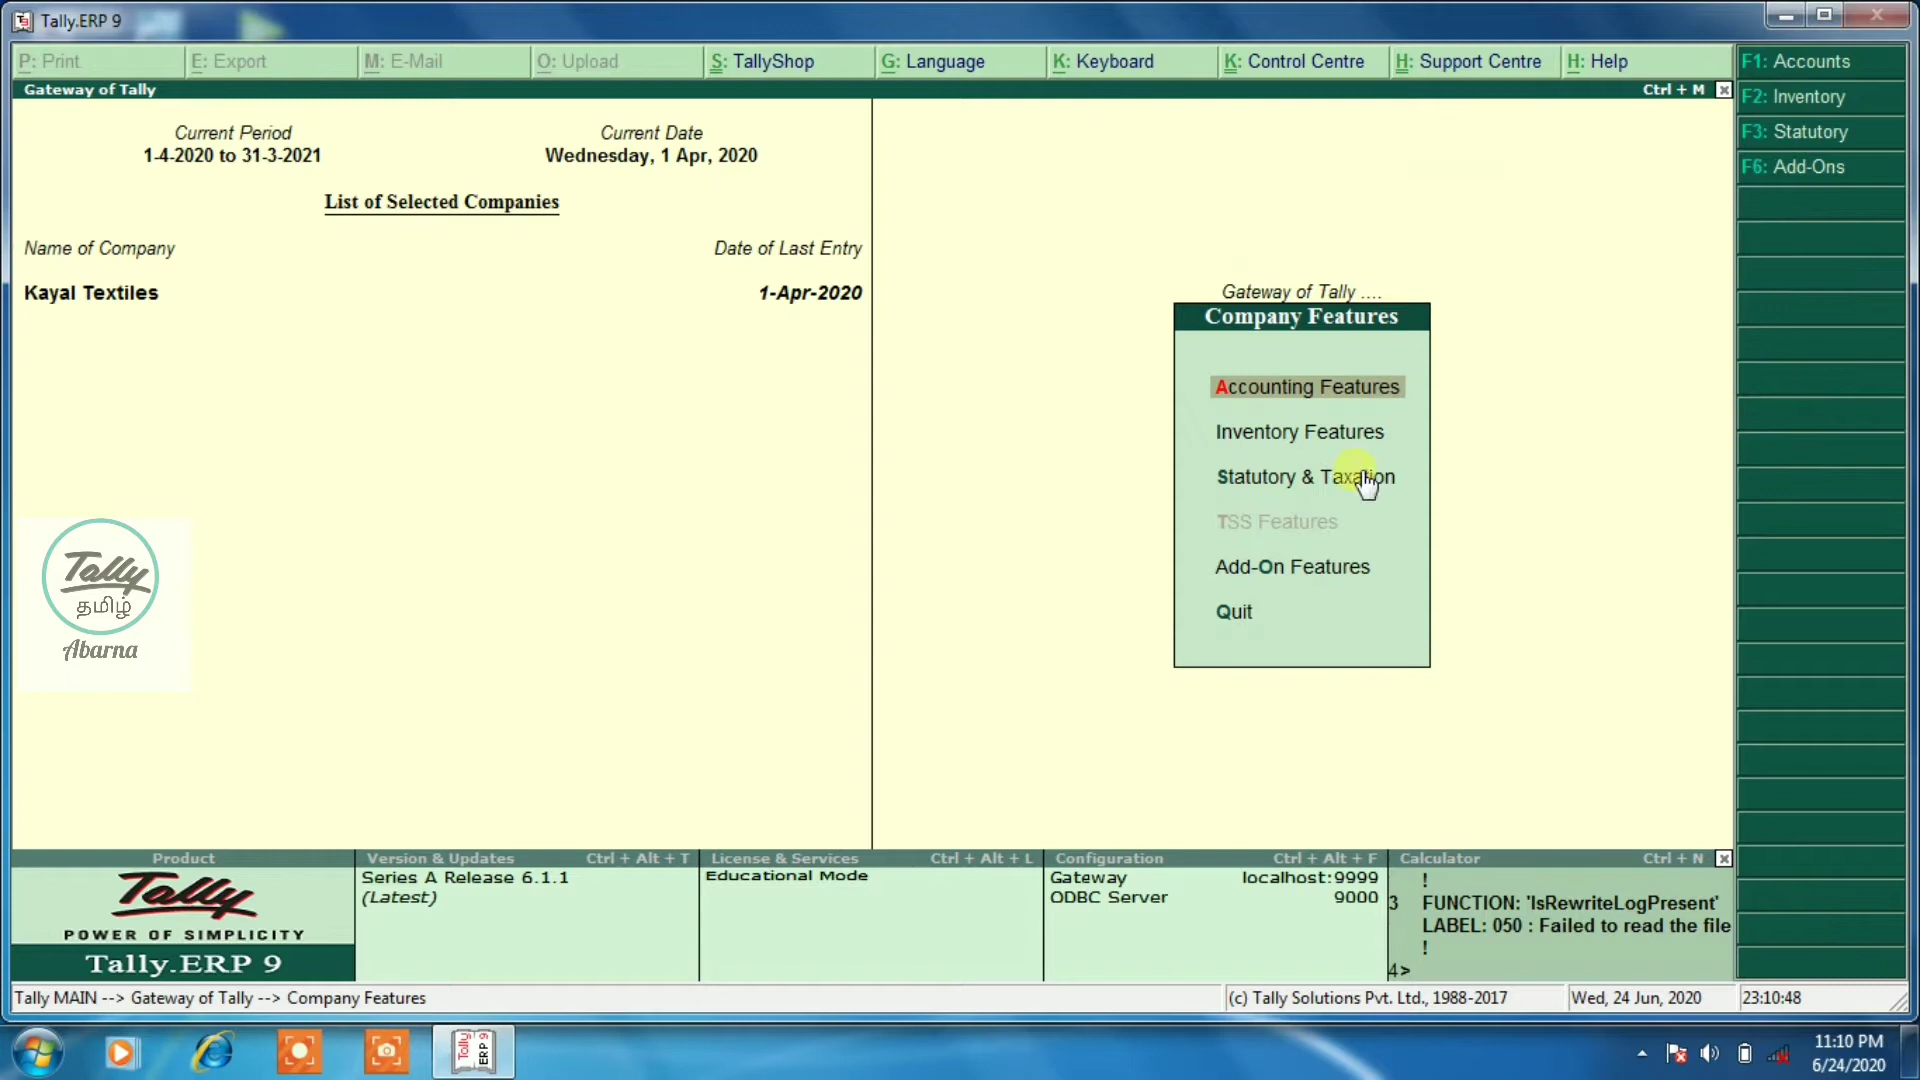 Tally.ERP 9
P: Print
E: Export
M: E-Mail
O: Upload
S: TallyShop
G: Language
K: Keyboard
K: Control Centre
H: Support Centre
H: Help
Gateway of Tally
Ctrl + M
Current Period
1-4-2020 to 31-3-2021
Current Date
Wednesday, 1 Apr, 2020
List of Selected Companies
Name of Company
Date of Last Entry
Kayal Textiles
1-Apr-2020
Gateway of Tally ....
Company Features
Accounting Features
Inventory Features
Statutory & Taxation
TSS Features
Add-On Features
Quit
F1: Accounts
F2: Inventory
F3: Statutory
F6: Add-Ons
Tally
தமிழ்
Abarna
Product
Tally
POWER OF SIMPLICITY
Tally.ERP 9
Version & Updates
Ctrl + Alt + T
Series A Release 6.1.1
(Latest)
License & Services
Ctrl + Alt + L
Educational Mode
Configuration
Ctrl + Alt + F
Gateway
localhost:9999
ODBC Server
9000
Calculator
Ctrl + N
!
3 FUNCTION: 'IsRewriteLogPresent'
LABEL: 050 : Failed to read the file
!
4>
Tally MAIN --> Gateway of Tally --> Company Features
(c) Tally Solutions Pvt. Ltd., 1988-2017
Wed, 24 Jun, 2020
23:10:48
Tally
ERP 9
11:10 PM
6/24/2020